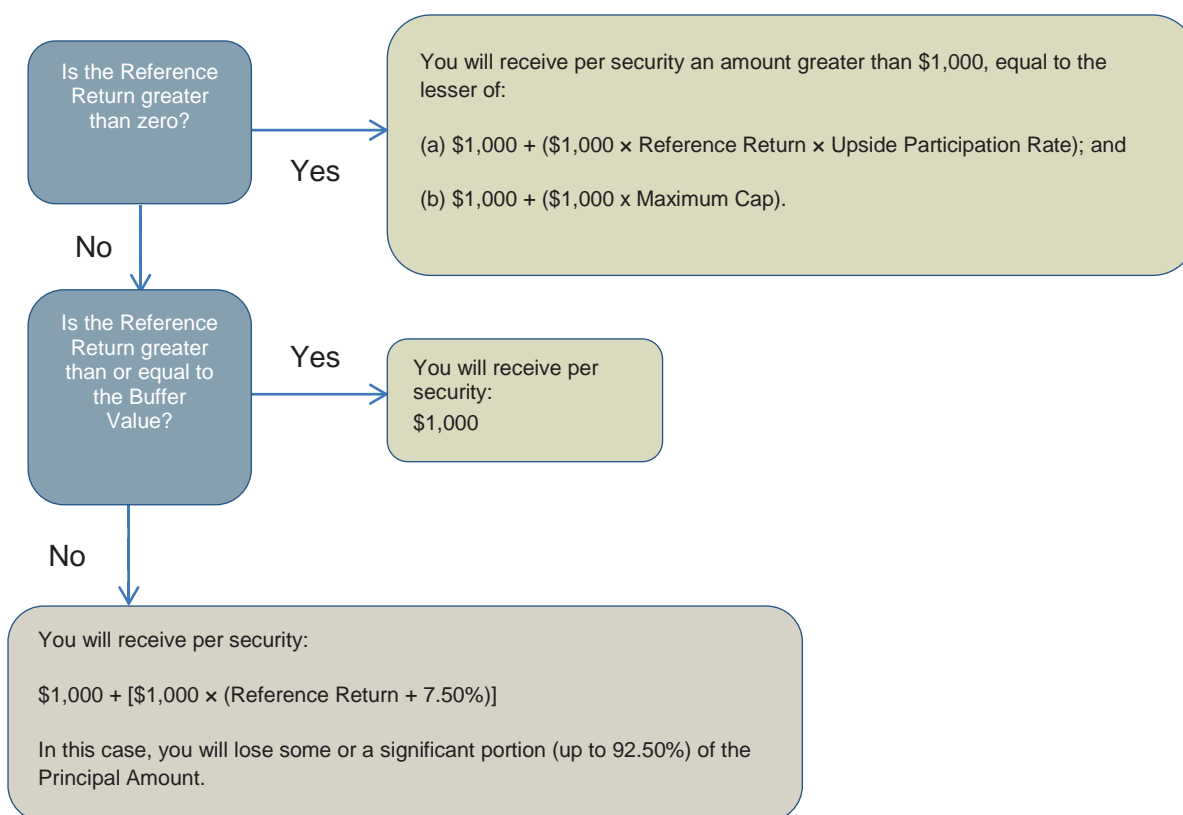 Is the Reference
Return greater
than zero?
Yes
You will receive per security an amount greater than $1,000, equal to the
lesser of:
(a) $1,000 + ($1,000 × Reference Return × Upside Participation Rate); and
(b) $1,000 + ($1,000 x Maximum Cap).
No
Is the Reference
Return greater
than or equal to
the Buffer
Value?
Yes
You will receive per
security:
$1,000
No
You will receive per security:
$1,000 + [$1,000 × (Reference Return + 7.50%)]
In this case, you will lose some or a significant portion (up to 92.50%) of the
Principal Amount.